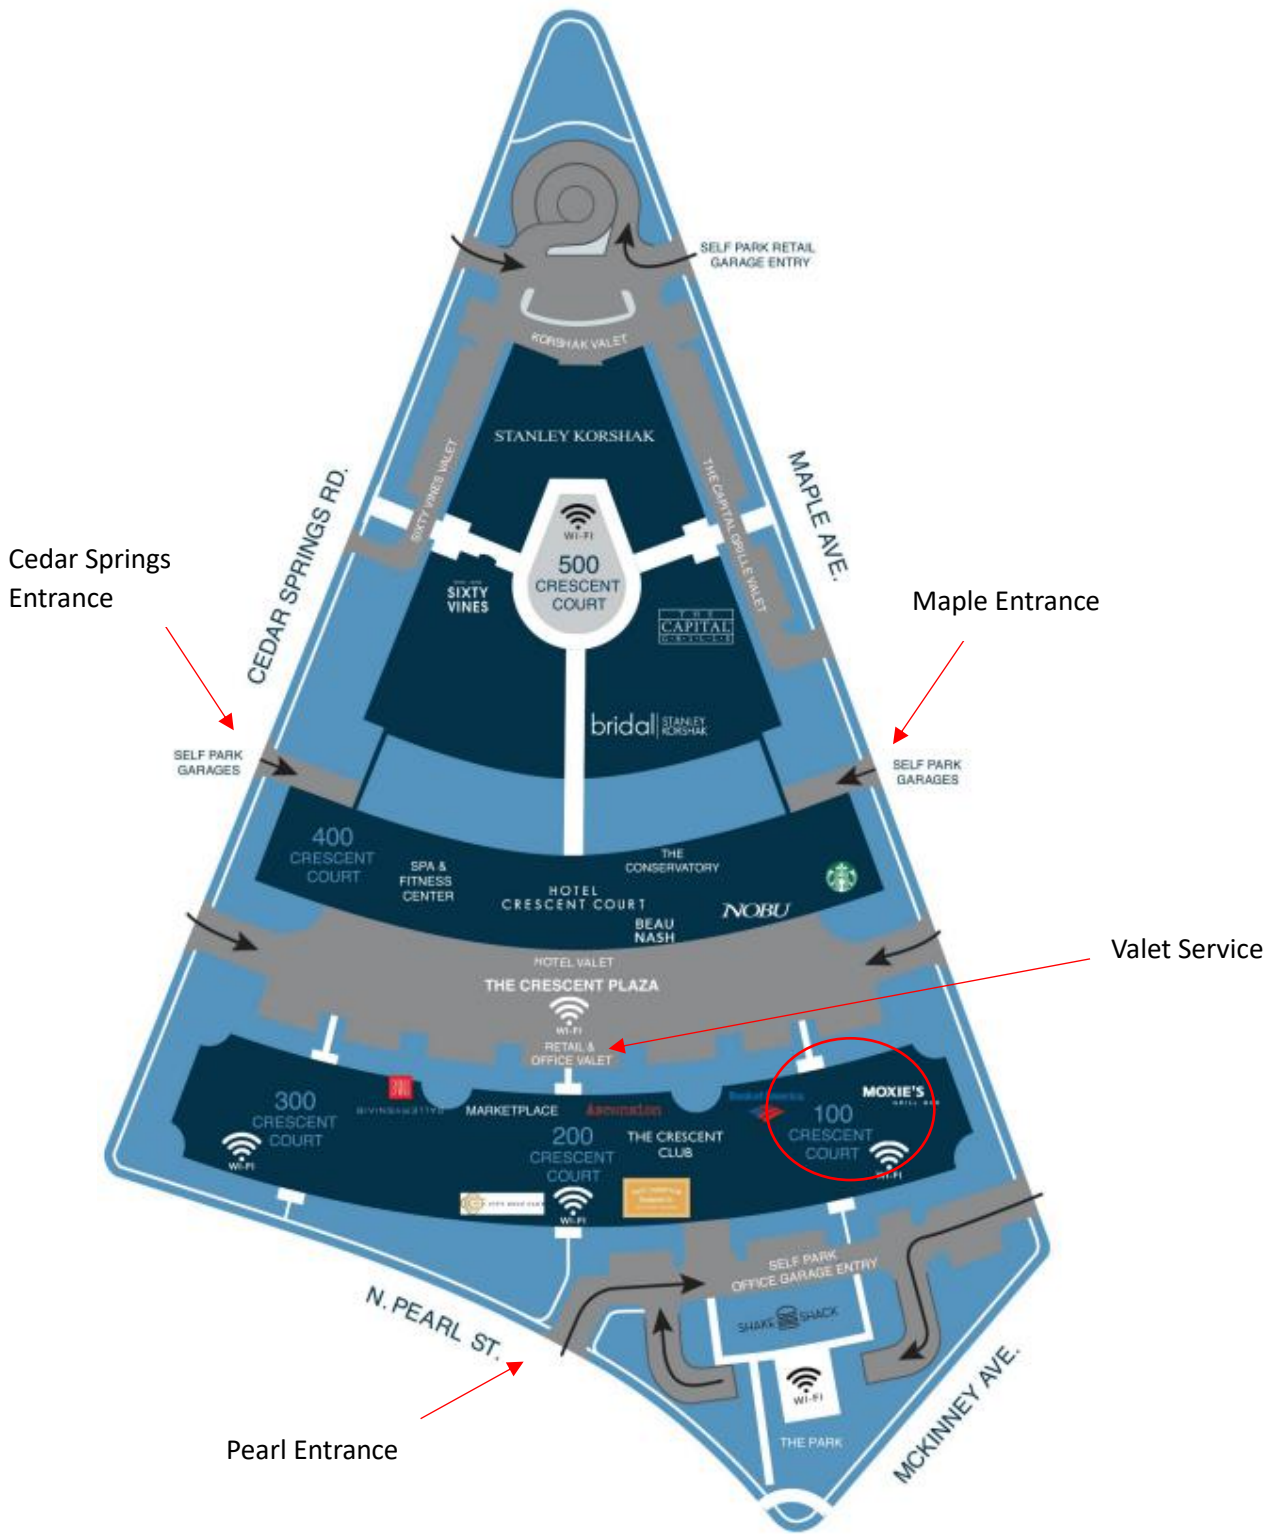 SELF PARK RETAIL
GARAGE ENTRY
KORSHAK VALET
STANLEY KORSHAK
SIXTY VINES VALET
THE CAPITAL GRILLE VALET
CEDAR SPRINGS RD.
MAPLE AVE.
WI-FI
500
CRESCENT
COURT
Cedar Springs
Entrance
SIXTY
VINES
THE
CAPITAL
GRILLE
Maple Entrance
bridal
STANLEY
KORSHAK
SELF PARK
GARAGES
SELF PARK
GARAGES
400
CRESCENT
COURT
SPA &
FITNESS
CENTER
HOTEL
CRESCENT COURT
THE
CONSERVATORY
BEAU
NASH
NOBU
HOTEL VALET
THE CRESCENT PLAZA
WI-FI
RETAIL &
OFFICE VALET
Valet Service
300
CRESCENT
COURT
WI-FI
MARKETPLACE
Ascension
200
CRESCENT
COURT
WI-FI
THE CRESCENT
CLUB
100
CRESCENT
COURT
MOXIE'S
GRILL BAR
WI-FI
SELF PARK
OFFICE GARAGE ENTRY
SHAKE SHACK
WI-FI
THE PARK
N. PEARL ST.
MCKINNEY AVE.
Pearl Entrance